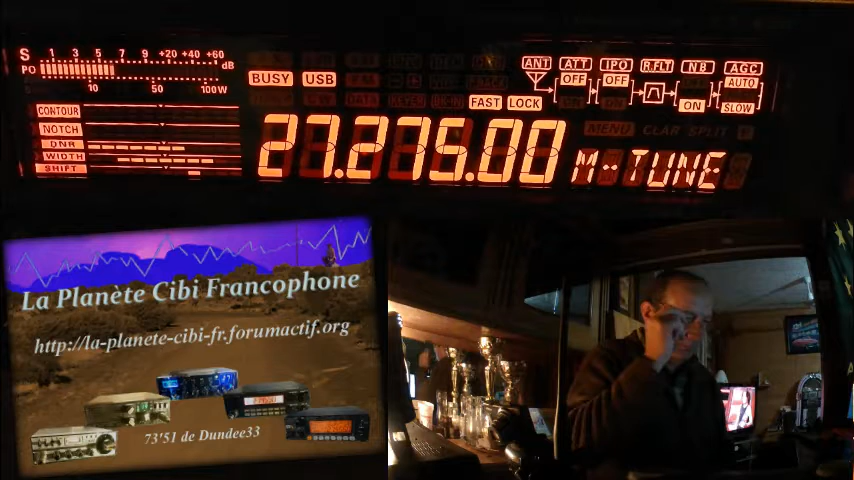 S 1 3 5 7 9 +20 +40 +60 dB
PO
10 50 100W
BUSY USB
FAST LOCK
ANT ATT IPO R.FLT NB AGC
OFF OFF AUTO
ON SLOW
CONTOUR
NOTCH
DNR
WIDTH
SHIFT
MENU CLAR SPLIT
27.275.00 M-TUNE
La Planète Cibi Francophone
http://la-planete-cibi-fr.forumactif.org
73'51 de Dundee33